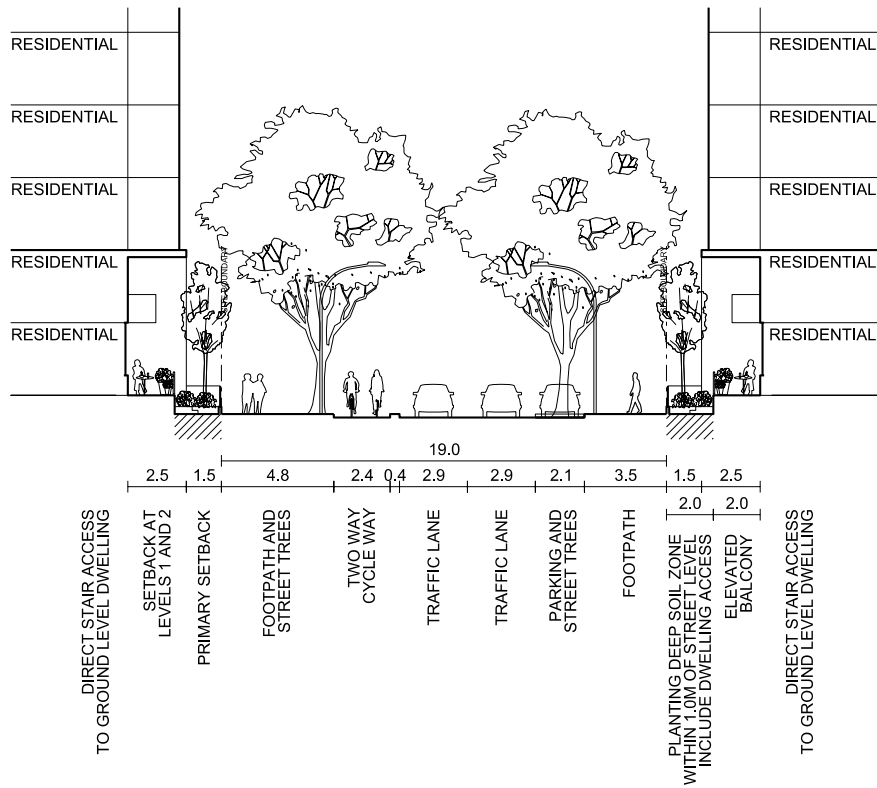 RESIDENTIAL
RESIDENTIAL
RESIDENTIAL
RESIDENTIAL
RESIDENTIAL
RESIDENTIAL
RESIDENTIAL
RESIDENTIAL
RESIDENTIAL
RESIDENTIAL
19.0
2.5
1.5
4.8
2.4
0.4
2.9
2.9
2.1
3.5
1.5
2.5
2.0
2.0
DIRECT STAIR ACCESS
TO GROUND LEVEL DWELLING
SETBACK AT
LEVELS 1 AND 2
PRIMARY SETBACK
FOOTPATH AND
STREET TREES
TWO WAY
CYCLE WAY
TRAFFIC LANE
TRAFFIC LANE
PARKING AND
STREET TREES
FOOTPATH
PLANTING DEEP SOIL ZONE
WITHIN 1.0M OF STREET LEVEL
INCLUDE DWELLING ACCESS
ELEVATED
BALCONY
DIRECT STAIR ACCESS
TO GROUND LEVEL DWELLING